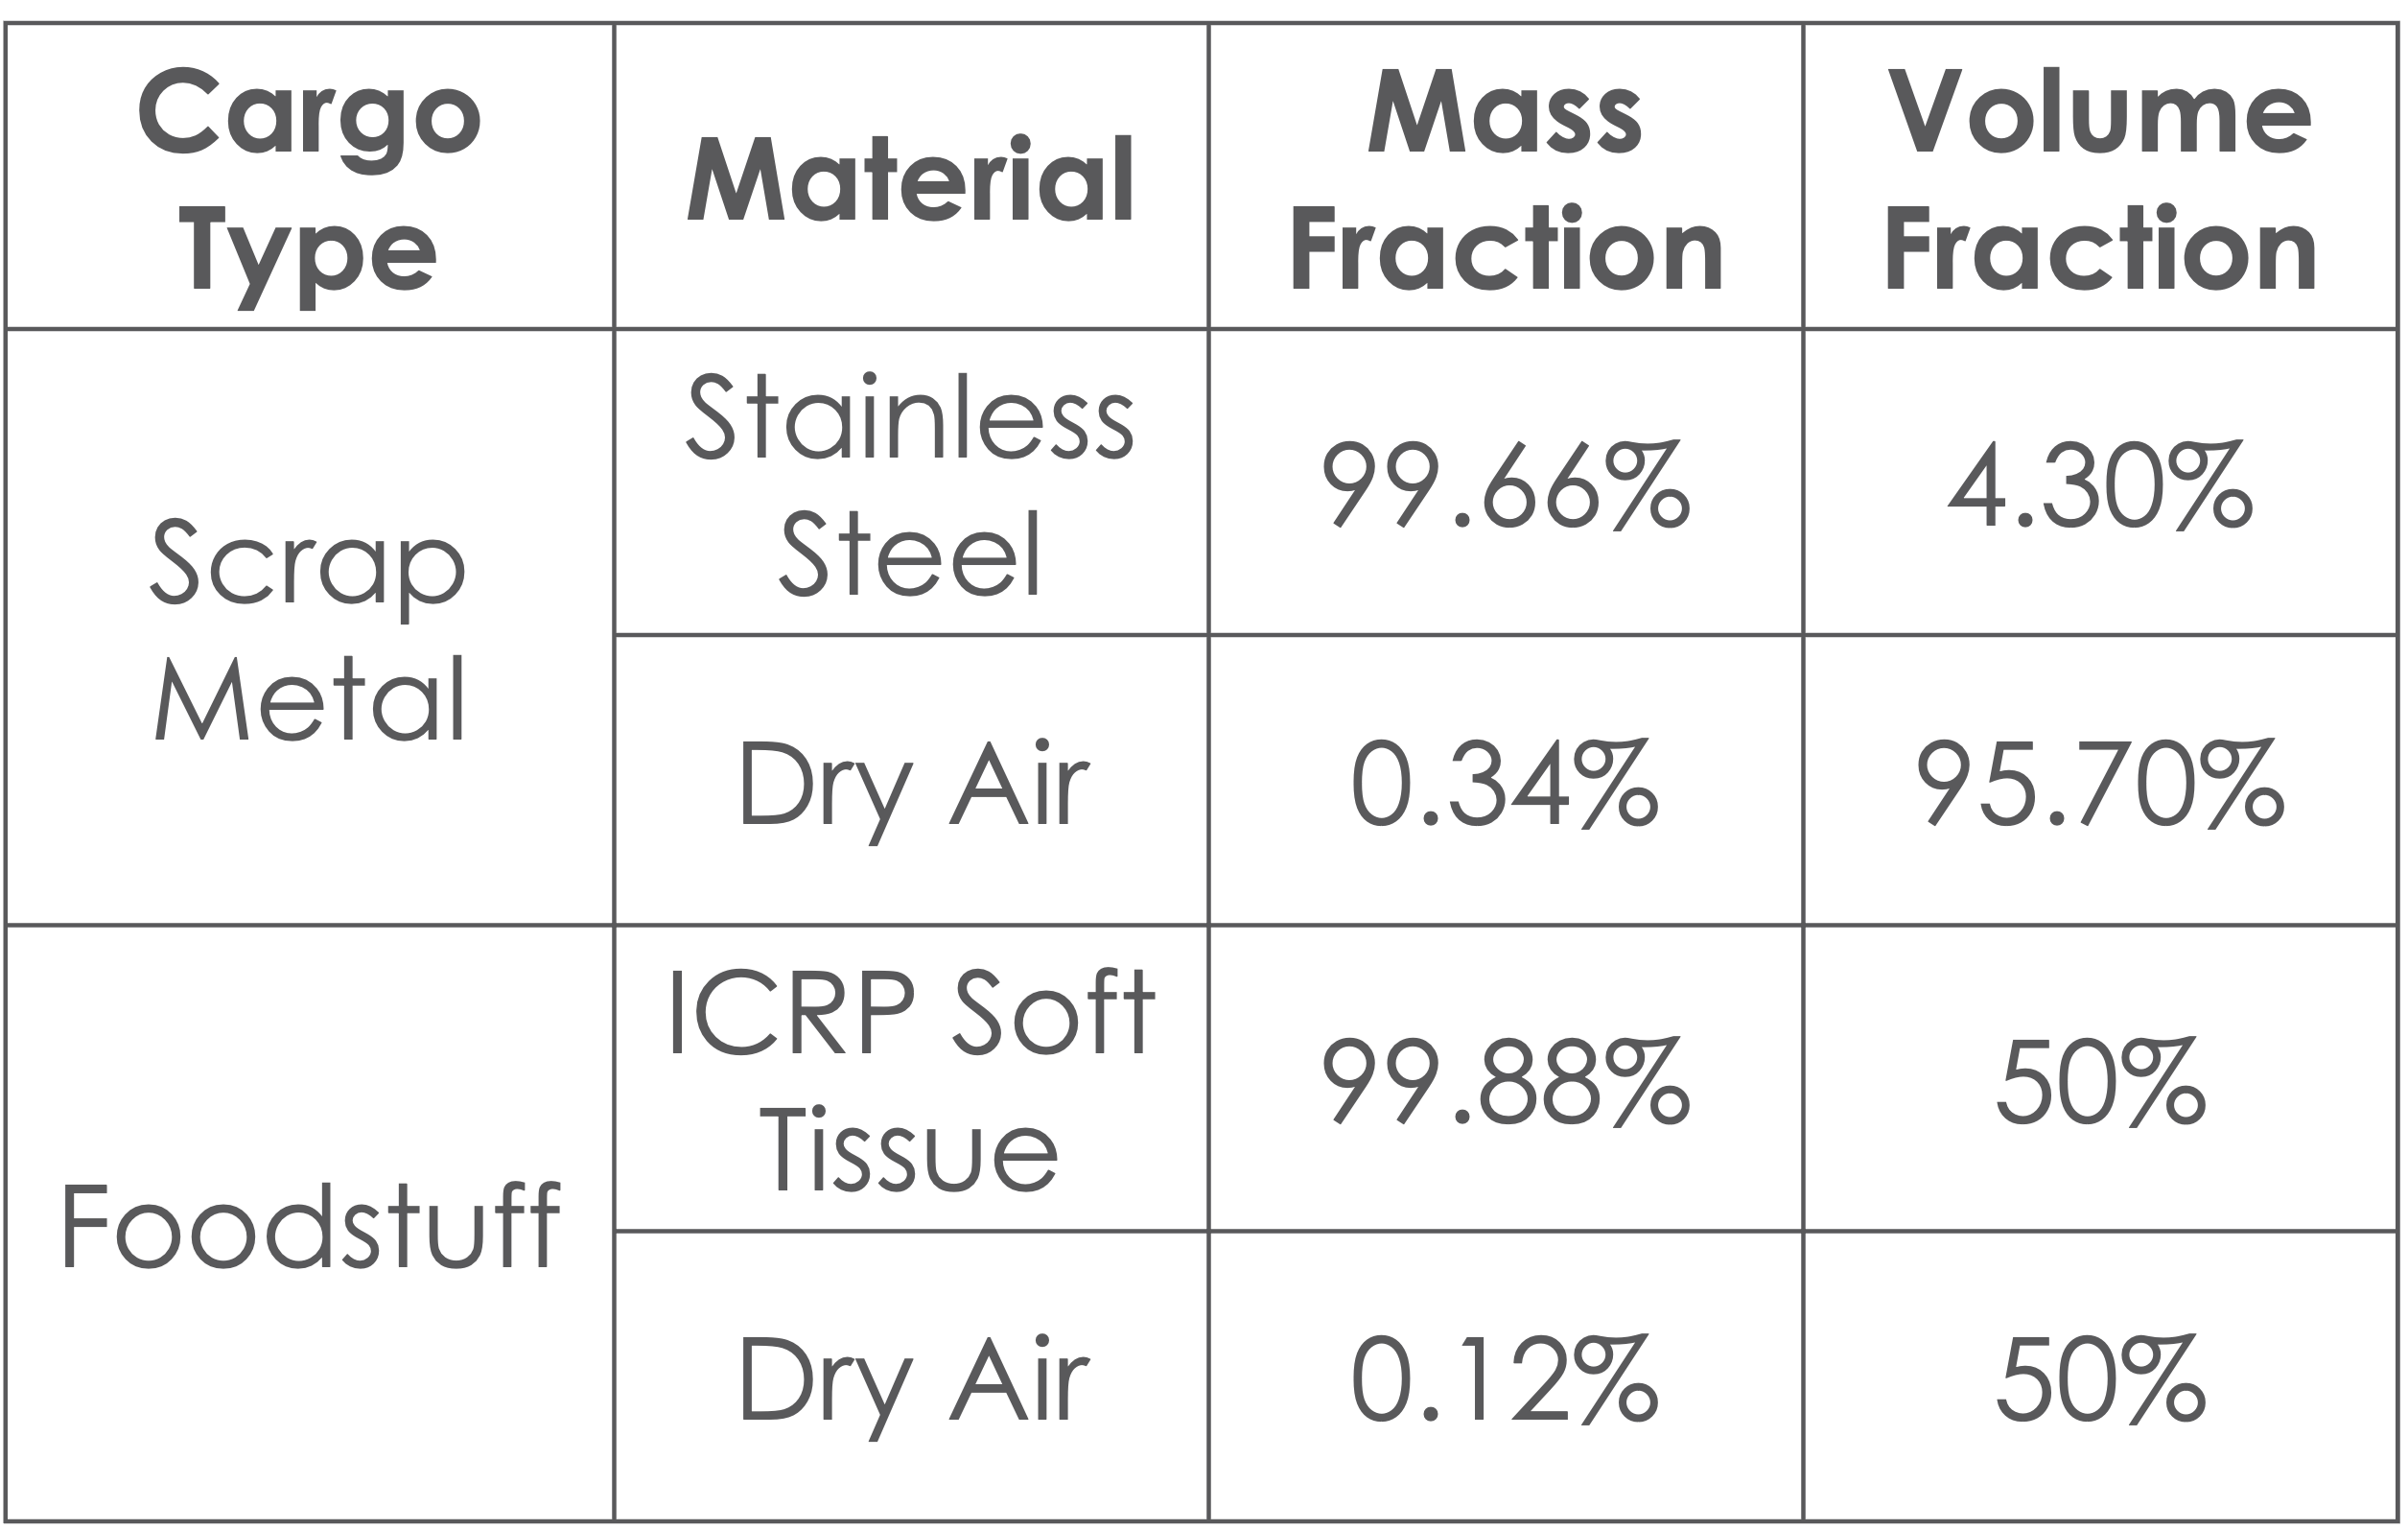 Cargo
Type
Material
Mass
Fraction
Volume
Fraction
Scrap
Metal
Stainless
Steel
99.66%
4.30%
Dry Air
0.34%
95.70%
Foodstuff
ICRP Soft
Tissue
99.88%
50%
Dry Air
0.12%
50%